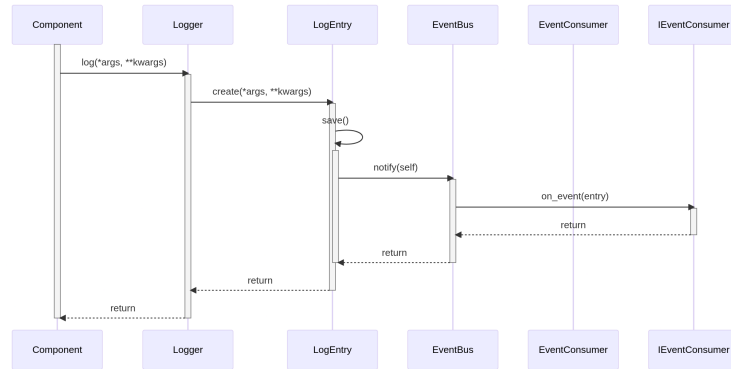 Component Logger LogEntry EventBus EventConsumer IEventConsumer
log(*args, **kwargs)
create(*args, **kwargs)
save()
notify(self)
on_event(entry)
return
return
return
return
Component Logger LogEntry EventBus EventConsumer IEventConsumer